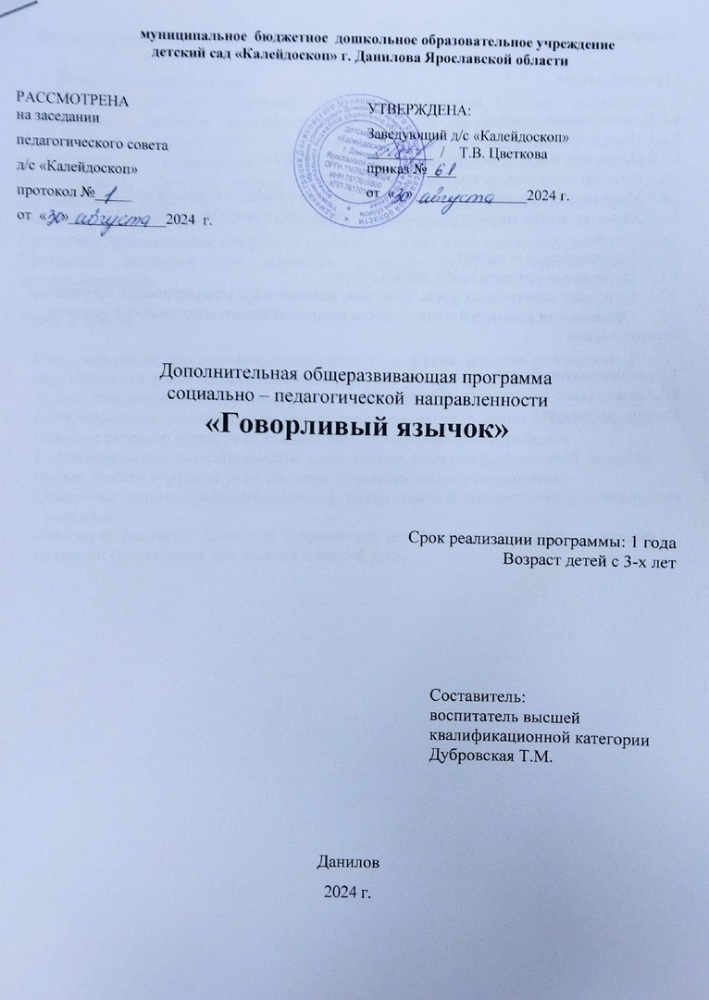 муниципальное бюджетное дошкольное образовательное учреждение
детский сад «Калейдоскоп» г. Данилова Ярославской области
РАССМОТРЕНА
на заседании
педагогического совета
д/с «Калейдоскоп»
протокол № 1
от «30» августа 2024 г.
УТВЕРЖДЕНА:
Заведующий д/с «Калейдоскоп»
/ Т.В. Цветкова
приказ № 61
от «30» августа 2024 г.
Дополнительная общеразвивающая программа
социально – педагогической направленности
«Говорливый язычок»
Срок реализации программы: 1 года
Возраст детей с 3-х лет
Составитель:
воспитатель высшей
квалификационной категории
Дубровская Т.М.
Данилов
2024 г.